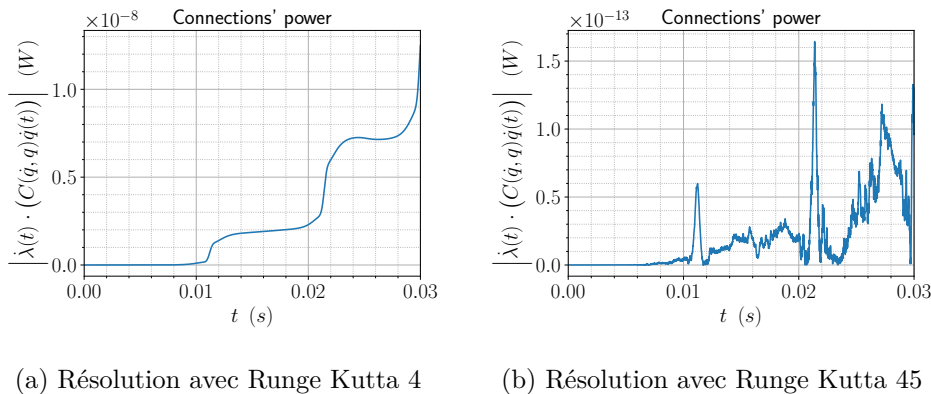 ×10−8
Connections' power
|λ̇(t) · (C(q̇, q)q̇(t))| (W)
1.0
0.5
0.0
0.00 0.01 0.02 0.03
t (s)
(a) Résolution avec Runge Kutta 4
×10−13
Connections' power
|λ̇(t) · (C(q̇, q)q̇(t))| (W)
1.5
1.0
0.5
0.0
0.00 0.01 0.02 0.03
t (s)
(b) Résolution avec Runge Kutta 45